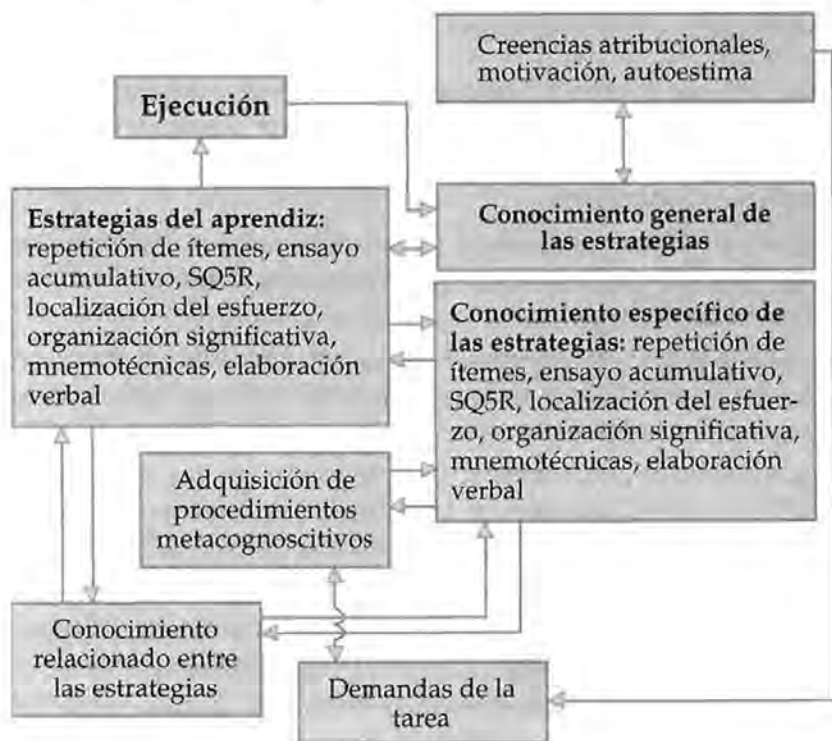 Creencias atribucionales,
motivación, autoestima
Ejecución
Estrategias del aprendiz:
repetición de ítemes, ensayo
acumulativo, SQ5R,
localización del esfuerzo,
organización significativa,
mnemotécnicas, elaboración
verbal
Conocimiento general de
las estrategias
Conocimiento específico de
las estrategias: repetición de
ítemes, ensayo acumulativo,
SQ5R, localización del esfuer-
zo, organización significativa,
mnemotécnicas, elaboración
verbal
Adquisición de
procedimientos
metacognoscitivos
Conocimiento
relacionado entre
las estrategias
Demandas de la
tarea